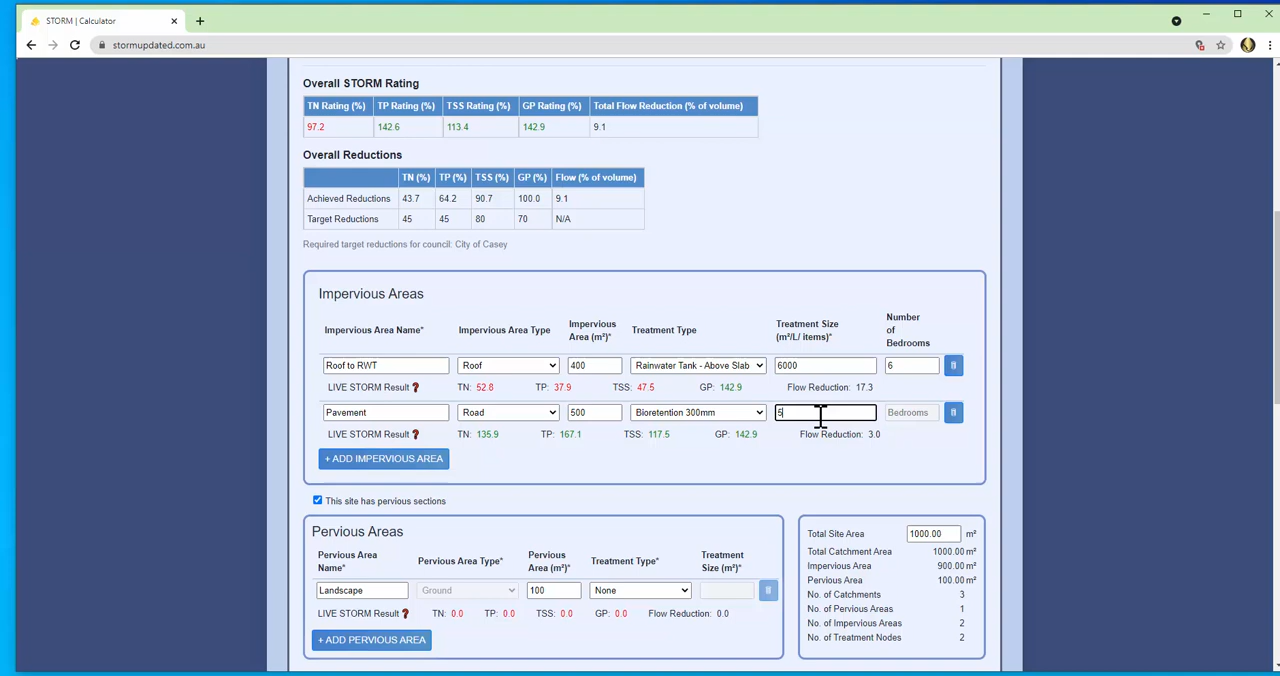 STORM | Calculator
stormupdated.com.au
Overall STORM Rating
TN Rating (%) TP Rating (%) TSS Rating (%) GP Rating (%) Total Flow Reduction (% of volume)
97.2 142.6 113.4 142.9 9.1
Overall Reductions
TN (%) TP (%) TSS (%) GP (%) Flow (% of volume)
Achieved Reductions 43.7 64.2 90.7 100.0 9.1
Target Reductions 45 45 80 70 N/A
Required target reductions for council: City of Casey
Impervious Areas
Impervious Area Name* Impervious Area Type Impervious Area (m²)* Treatment Type Treatment Size (m²/L/ items)* Number of Bedrooms
Roof to RWT Roof 400 Rainwater Tank - Above Slab 6000 6
LIVE STORM Result ? TN: 52.8 TP: 37.9 TSS: 47.5 GP: 142.9 Flow Reduction: 17.3
Pavement Road 500 Bioretention 300mm 5 Bedrooms
LIVE STORM Result ? TN: 135.9 TP: 167.1 TSS: 117.5 GP: 142.9 Flow Reduction: 3.0
+ ADD IMPERVIOUS AREA
This site has pervious sections
Pervious Areas
Pervious Area Name* Pervious Area Type* Pervious Area (m²)* Treatment Type* Treatment Size (m²)*
Landscape Ground 100 None
LIVE STORM Result ? TN: 0.0 TP: 0.0 TSS: 0.0 GP: 0.0 Flow Reduction: 0.0
+ ADD PERVIOUS AREA
Total Site Area 1000.00 m²
Total Catchment Area 1000.00 m²
Impervious Area 900.00 m²
Pervious Area 100.00 m²
No. of Catchments 3
No. of Pervious Areas 1
No. of Impervious Areas 2
No. of Treatment Nodes 2